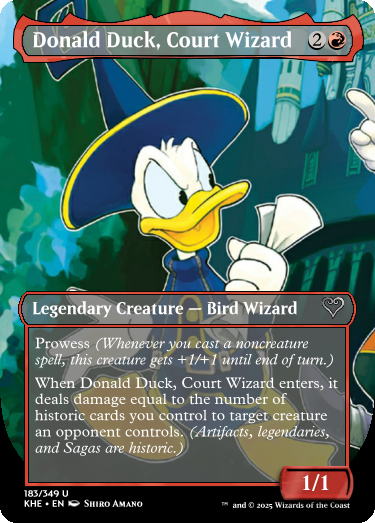 Donald Duck, Court Wizard 2
Legendary Creature — Bird Wizard
Prowess (Whenever you cast a noncreature
spell, this creature gets +1/+1 until end of turn.)
When Donald Duck, Court Wizard enters, it
deals damage equal to the number of
historic cards you control to target creature
an opponent controls. (Artifacts, legendaries,
and Sagas are historic.)
1/1
183/349 U
KHE • EN Shiro Amano
™ and © 2025 Wizards of the Coast